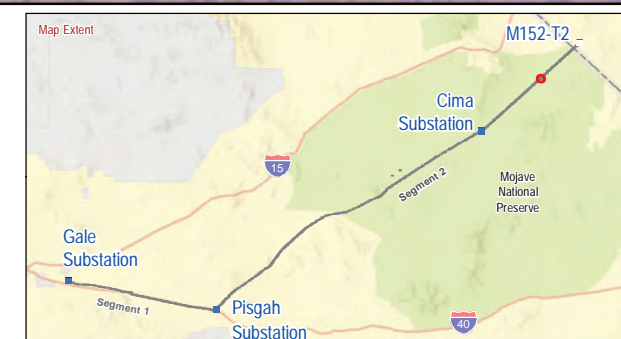 Map Extent
M152-T2
Cima
Substation
15
Segment 2
Mojave
National
Preserve
Gale
Substation
Segment 1
Pisgah
Substation
40